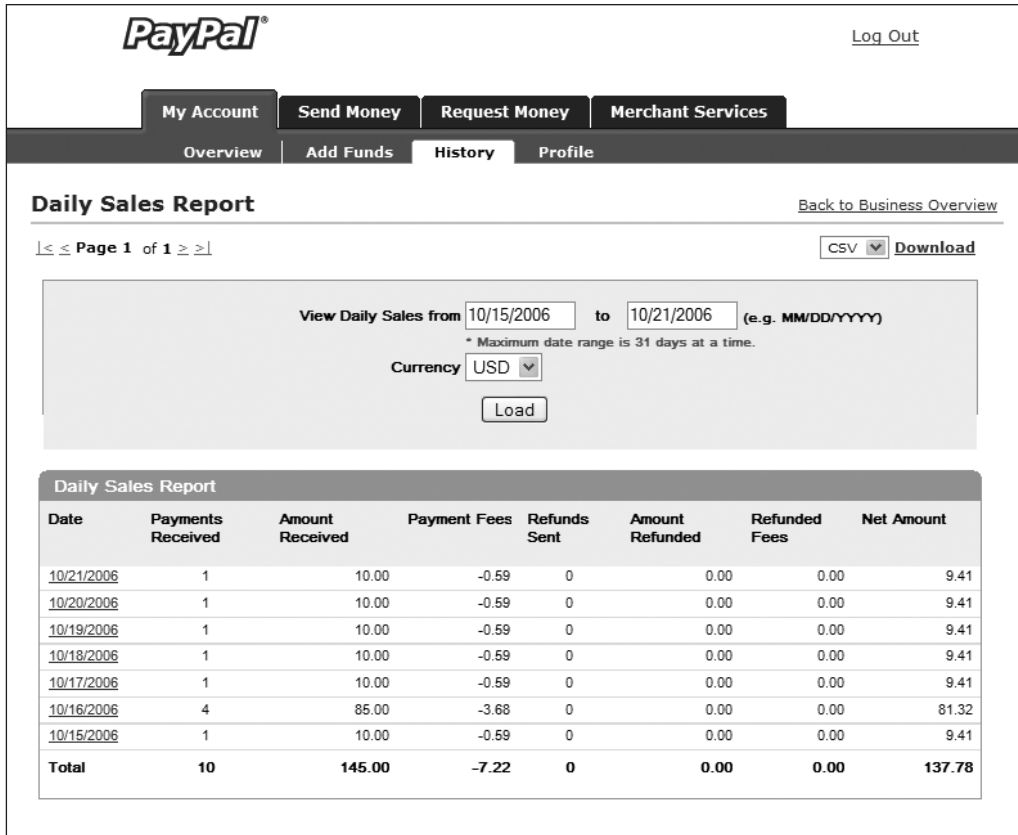 PayPal®
Log Out
My Account Send Money Request Money Merchant Services
Overview Add Funds History Profile
Daily Sales Report
Back to Business Overview
|< < Page 1 of 1 > >|
CSV Download
View Daily Sales from 10/15/2006 to 10/21/2006 (e.g. MM/DD/YYYY)
* Maximum date range is 31 days at a time.
Currency USD
Load
Daily Sales Report
Date Payments Received Amount Received Payment Fees Refunds Sent Amount Refunded Refunded Fees Net Amount
10/21/2006 1 10.00 -0.59 0 0.00 0.00 9.41
10/20/2006 1 10.00 -0.59 0 0.00 0.00 9.41
10/19/2006 1 10.00 -0.59 0 0.00 0.00 9.41
10/18/2006 1 10.00 -0.59 0 0.00 0.00 9.41
10/17/2006 1 10.00 -0.59 0 0.00 0.00 9.41
10/16/2006 4 85.00 -3.68 0 0.00 0.00 81.32
10/15/2006 1 10.00 -0.59 0 0.00 0.00 9.41
Total 10 145.00 -7.22 0 0.00 0.00 137.78